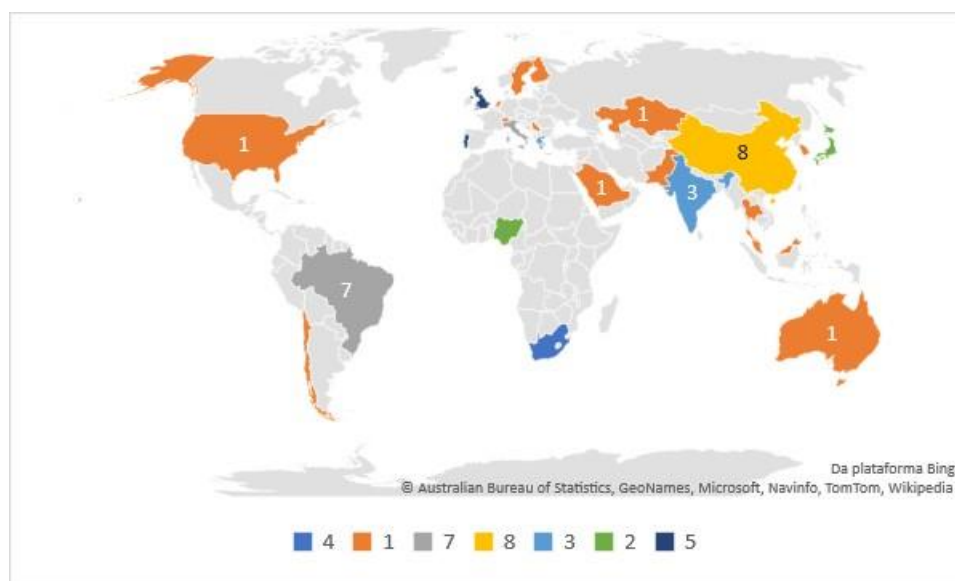 1
1
8
1
3
7
1
Da plataforma Bing
© Australian Bureau of Statistics, GeoNames, Microsoft, Navinfo, TomTom, Wikipedia
4 1 7 8 3 2 5